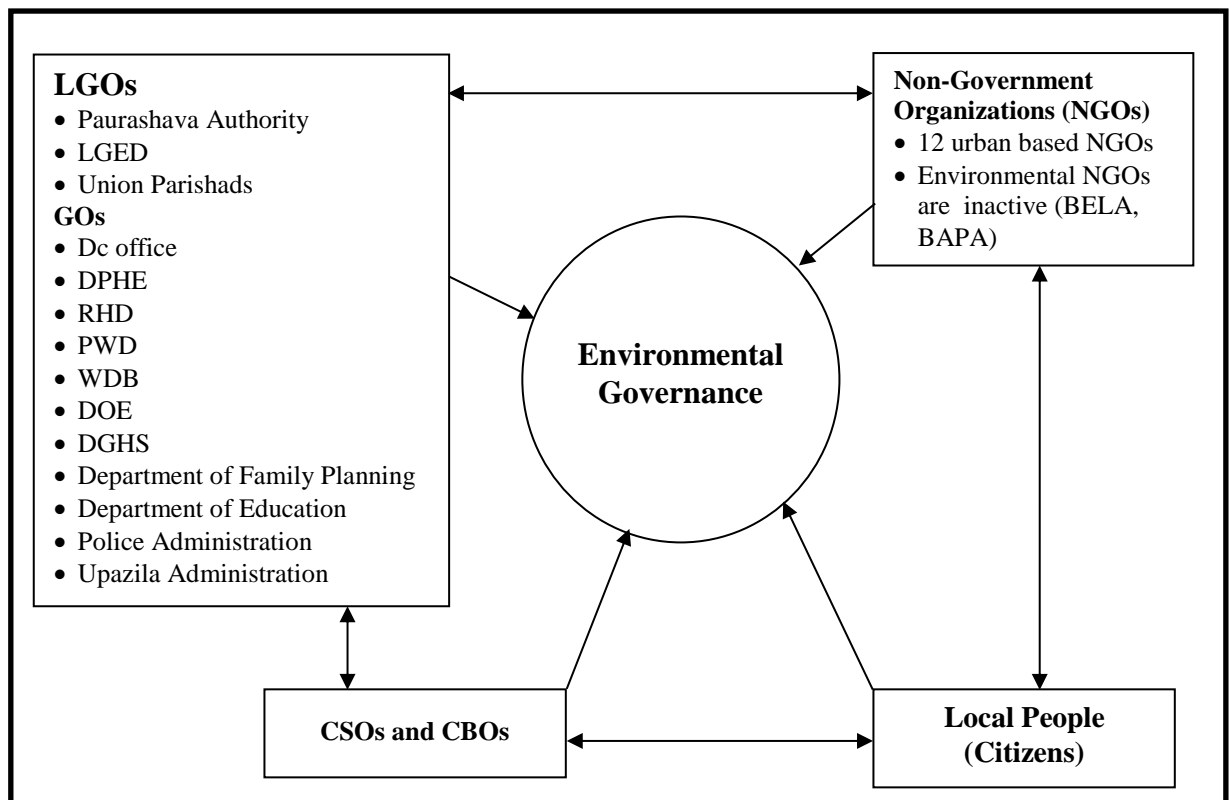 LGOs
• Paurashava Authority
• LGED
• Union Parishads
GOs
• Dc office
• DPHE
• RHD
• PWD
• WDB
• DOE
• DGHS
• Department of Family Planning
• Department of Education
• Police Administration
• Upazila Administration
Non-Government
Organizations (NGOs)
• 12 urban based NGOs
• Environmental NGOs
are inactive (BELA,
BAPA)
Environmental
Governance
CSOs and CBOs
Local People
(Citizens)